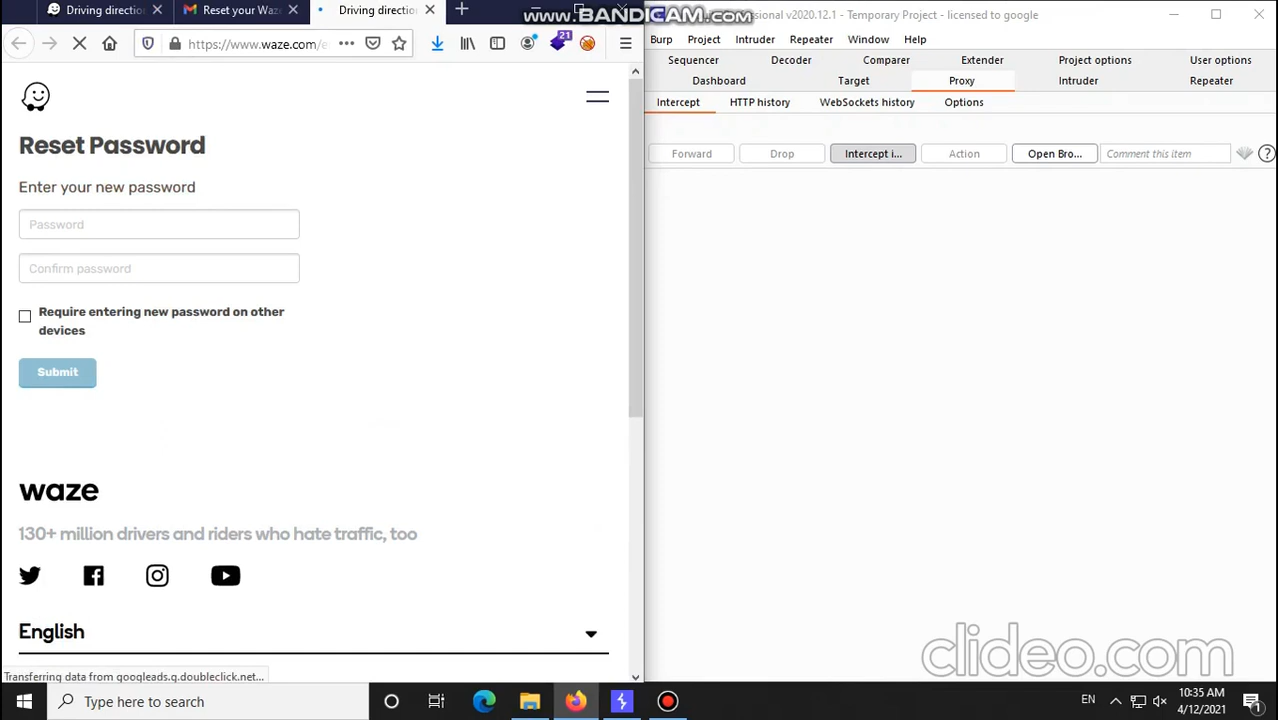 Driving directio
Reset your Waze
Driving directio
www.BANDICAM.com
ssional v2020.12.1 - Temporary Project - licensed to google
https://www.waze.com/e
21
Burp Project Intruder Repeater Window Help
Sequencer Decoder Comparer Extender Project options User options
Dashboard Target Proxy Intruder Repeater
Intercept HTTP history WebSockets history Options
Forward Drop Intercept i... Action Open Bro... Comment this item ?
Reset Password
Enter your new password
Password
Confirm password
Require entering new password on other
devices
Submit
waze
130+ million drivers and riders who hate traffic, too
English
Transferring data from googleads.g.doubleclick.net...
clideo.com
Type here to search
EN
10:35 AM
4/12/2021
1